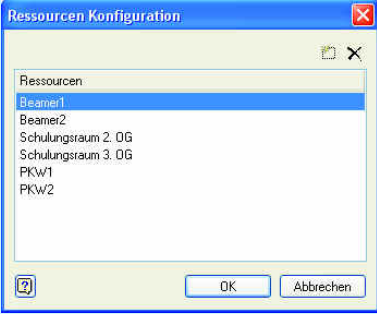 Ressourcen Konfiguration
Ressourcen
Beamer1
Beamer2
Schulungsraum 2. OG
Schulungsraum 3. OG
PKW1
PKW2
OK
Abbrechen